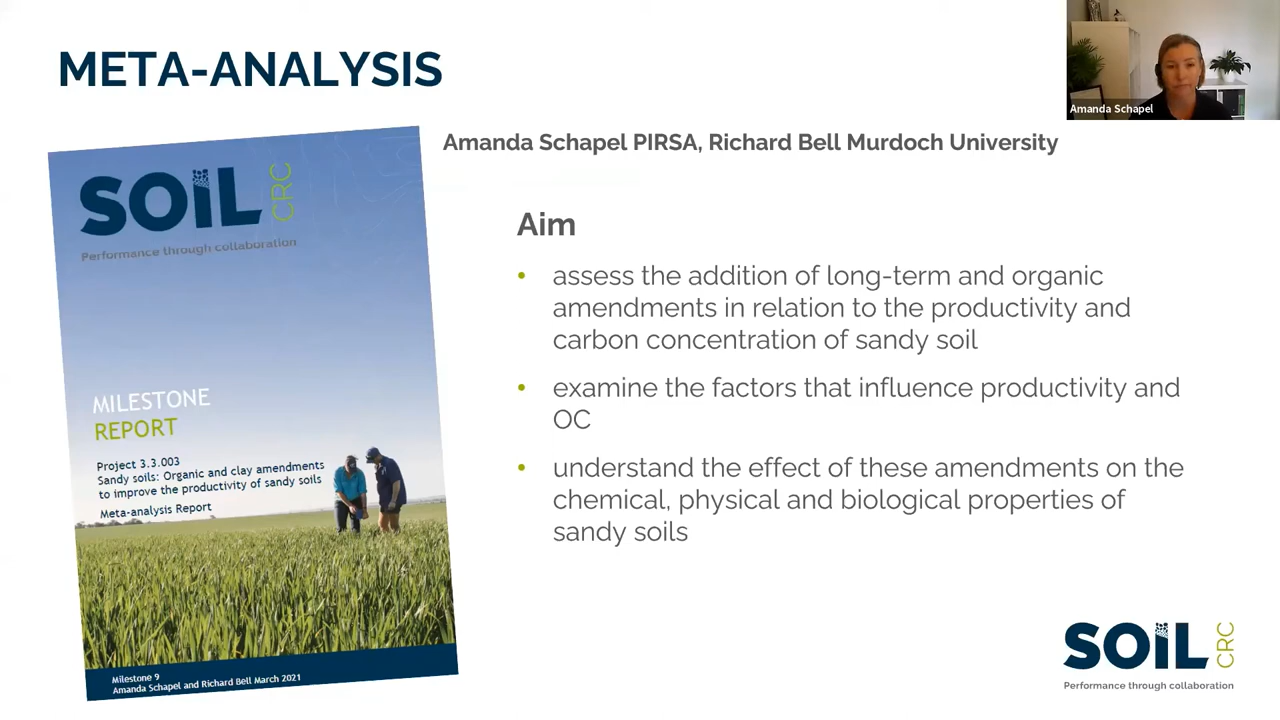 META-ANALYSIS
Amanda Schapel
Amanda Schapel PIRSA, Richard Bell Murdoch University
SOIL CRC
Performance through collaboration
MILESTONE
REPORT
Project 3.3.003
Sandy soils: Organic and clay amendments
to improve the productivity of sandy soils
Meta-analysis Report
Milestone 9
Amanda Schapel and Richard Bell March 2021
Aim
• assess the addition of long-term and organic
amendments in relation to the productivity and
carbon concentration of sandy soil
• examine the factors that influence productivity and
OC
• understand the effect of these amendments on the
chemical, physical and biological properties of
sandy soils
SOIL CRC
Performance through collaboration